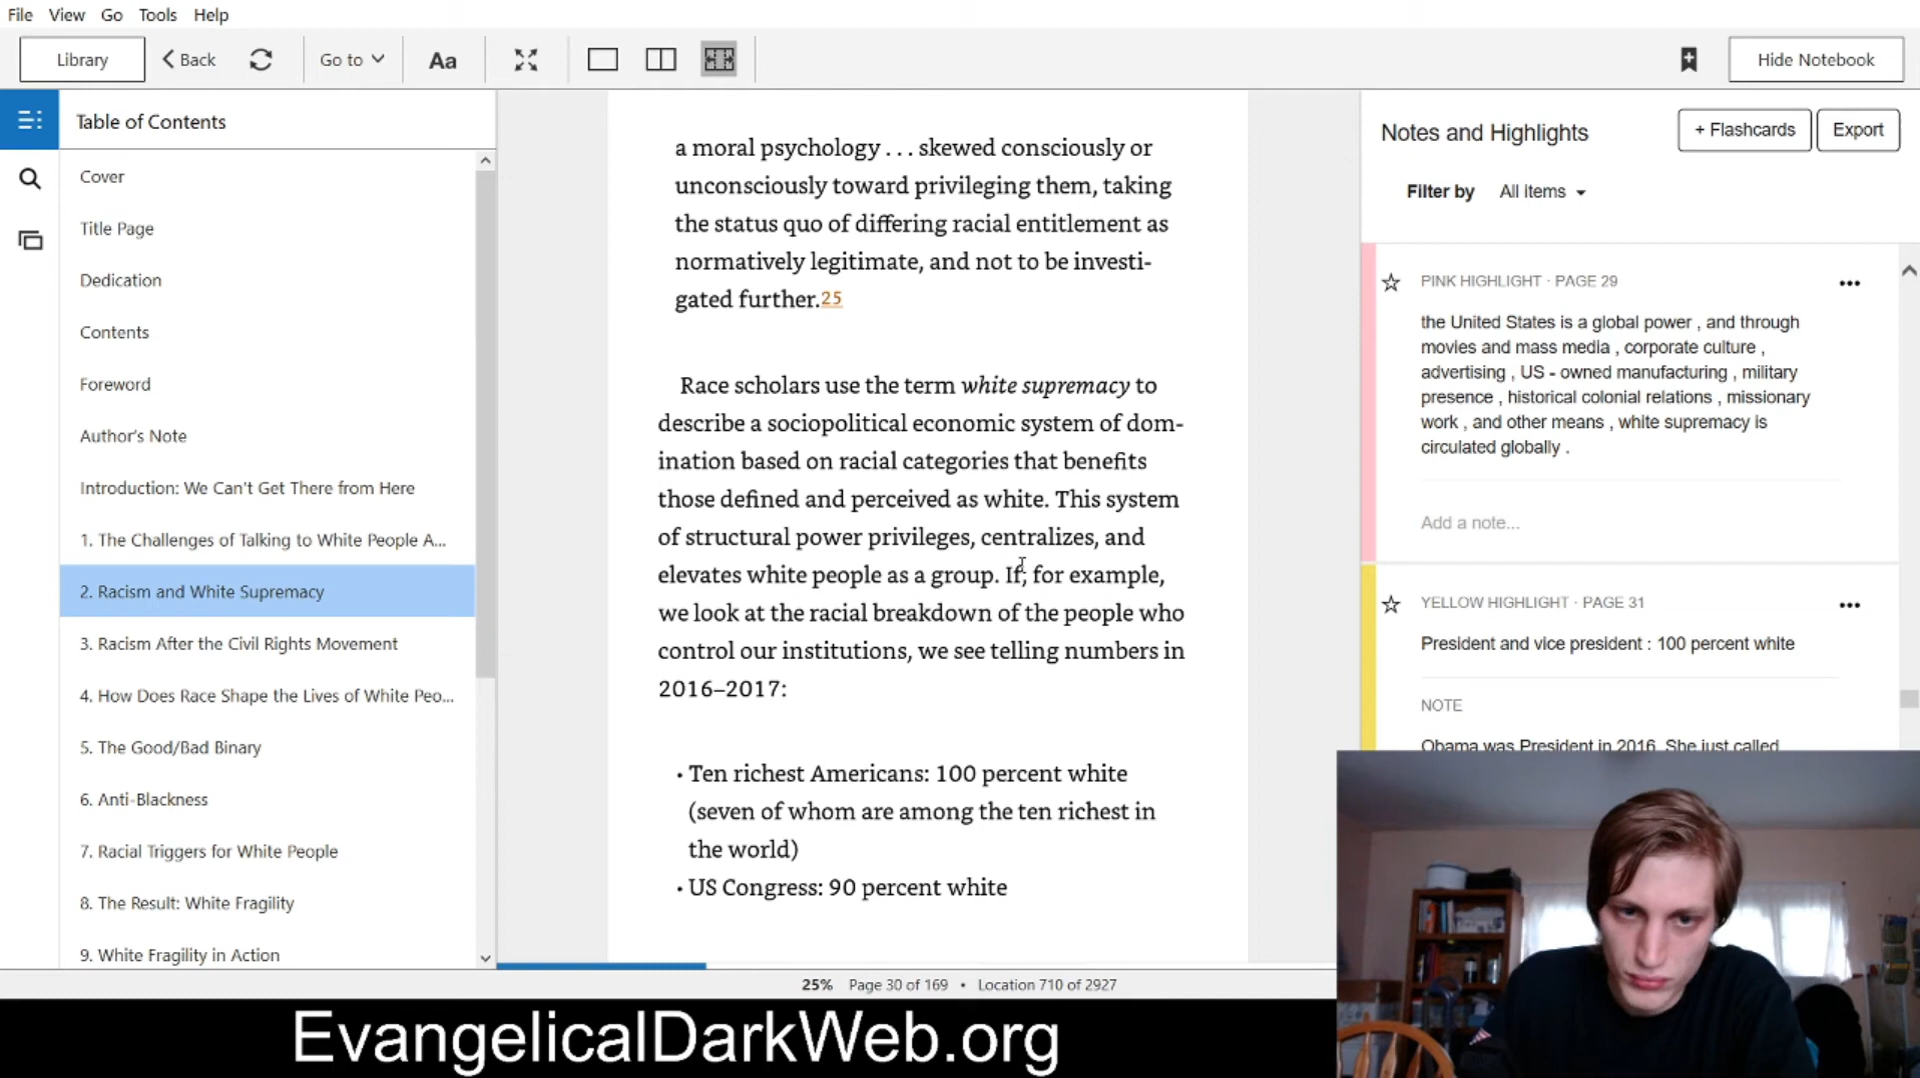 File View Go Tools Help
Library Back Go to Aa Hide Notebook
Table of Contents
Cover
Title Page
Dedication
Contents
Foreword
Author's Note
Introduction: We Can't Get There from Here
1. The Challenges of Talking to White People A...
2. Racism and White Supremacy
3. Racism After the Civil Rights Movement
4. How Does Race Shape the Lives of White Peo...
5. The Good/Bad Binary
6. Anti-Blackness
7. Racial Triggers for White People
8. The Result: White Fragility
9. White Fragility in Action
a moral psychology . . . skewed consciously or
unconsciously toward privileging them, taking
the status quo of differing racial entitlement as
normatively legitimate, and not to be investi-
gated further.25
Race scholars use the term white supremacy to
describe a sociopolitical economic system of dom-
ination based on racial categories that benefits
those defined and perceived as white. This system
of structural power privileges, centralizes, and
elevates white people as a group. If, for example,
we look at the racial breakdown of the people who
control our institutions, we see telling numbers in
2016–2017:
• Ten richest Americans: 100 percent white
(seven of whom are among the ten richest in
the world)
• US Congress: 90 percent white
25% Page 30 of 169 • Location 710 of 2927
Notes and Highlights + Flashcards Export
Filter by All items
PINK HIGHLIGHT · PAGE 29
the United States is a global power , and through
movies and mass media , corporate culture ,
advertising , US - owned manufacturing , military
presence , historical colonial relations , missionary
work , and other means , white supremacy is
circulated globally .
Add a note...
YELLOW HIGHLIGHT · PAGE 31
President and vice president : 100 percent white
NOTE
Obama was President in 2016. She just called
EvangelicalDarkWeb.org